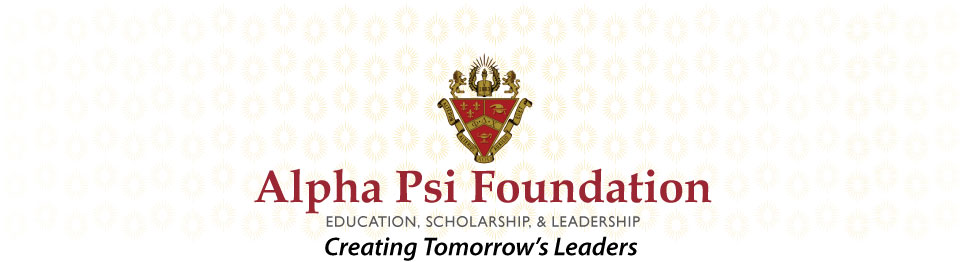 Alpha Psi Foundation
EDUCATION, SCHOLARSHIP, & LEADERSHIP
Creating Tomorrow's Leaders